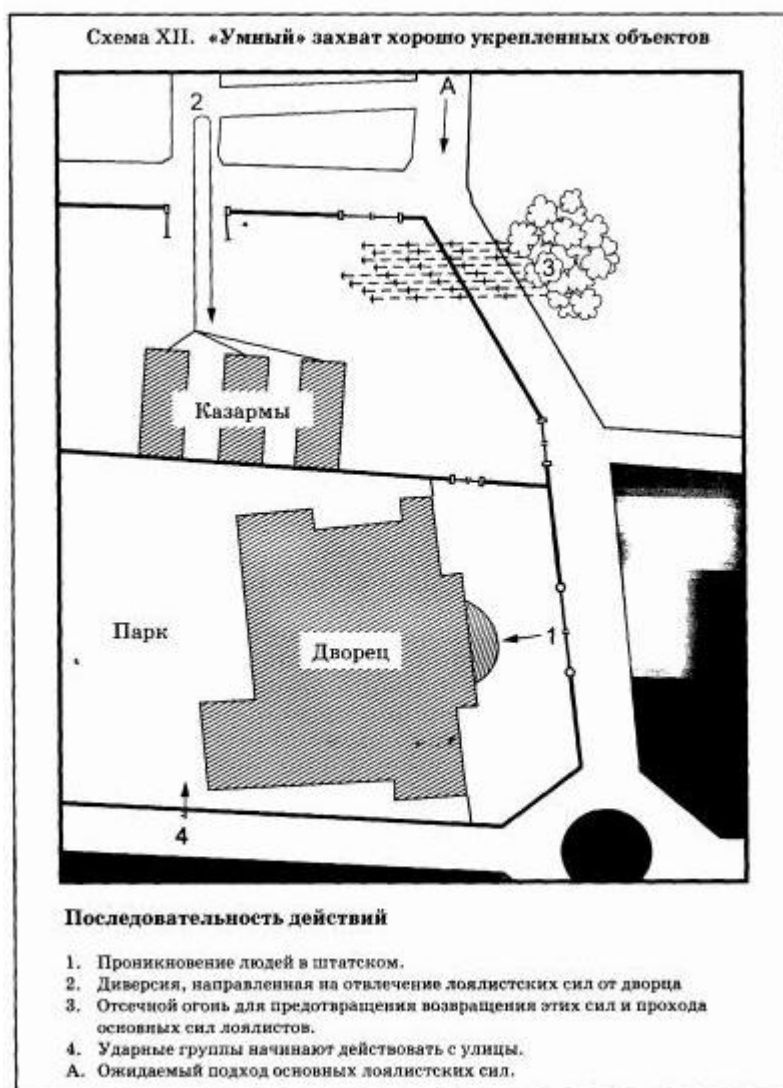 Схема XII. «Умный» захват хорошо укрепленных объектов
2
A
3
Казармы
Парк
Дворец
1
4
Последовательность действий
1. Проникновение людей в штатском.
2. Диверсия, направленная на отвлечение лоялистских сил от дворца
3. Отсечной огонь для предотвращения возвращения этих сил и прохода
основных сил лоялистов.
4. Ударные группы начинают действовать с улицы.
А. Ожидаемый подход основных лоялистских сил.